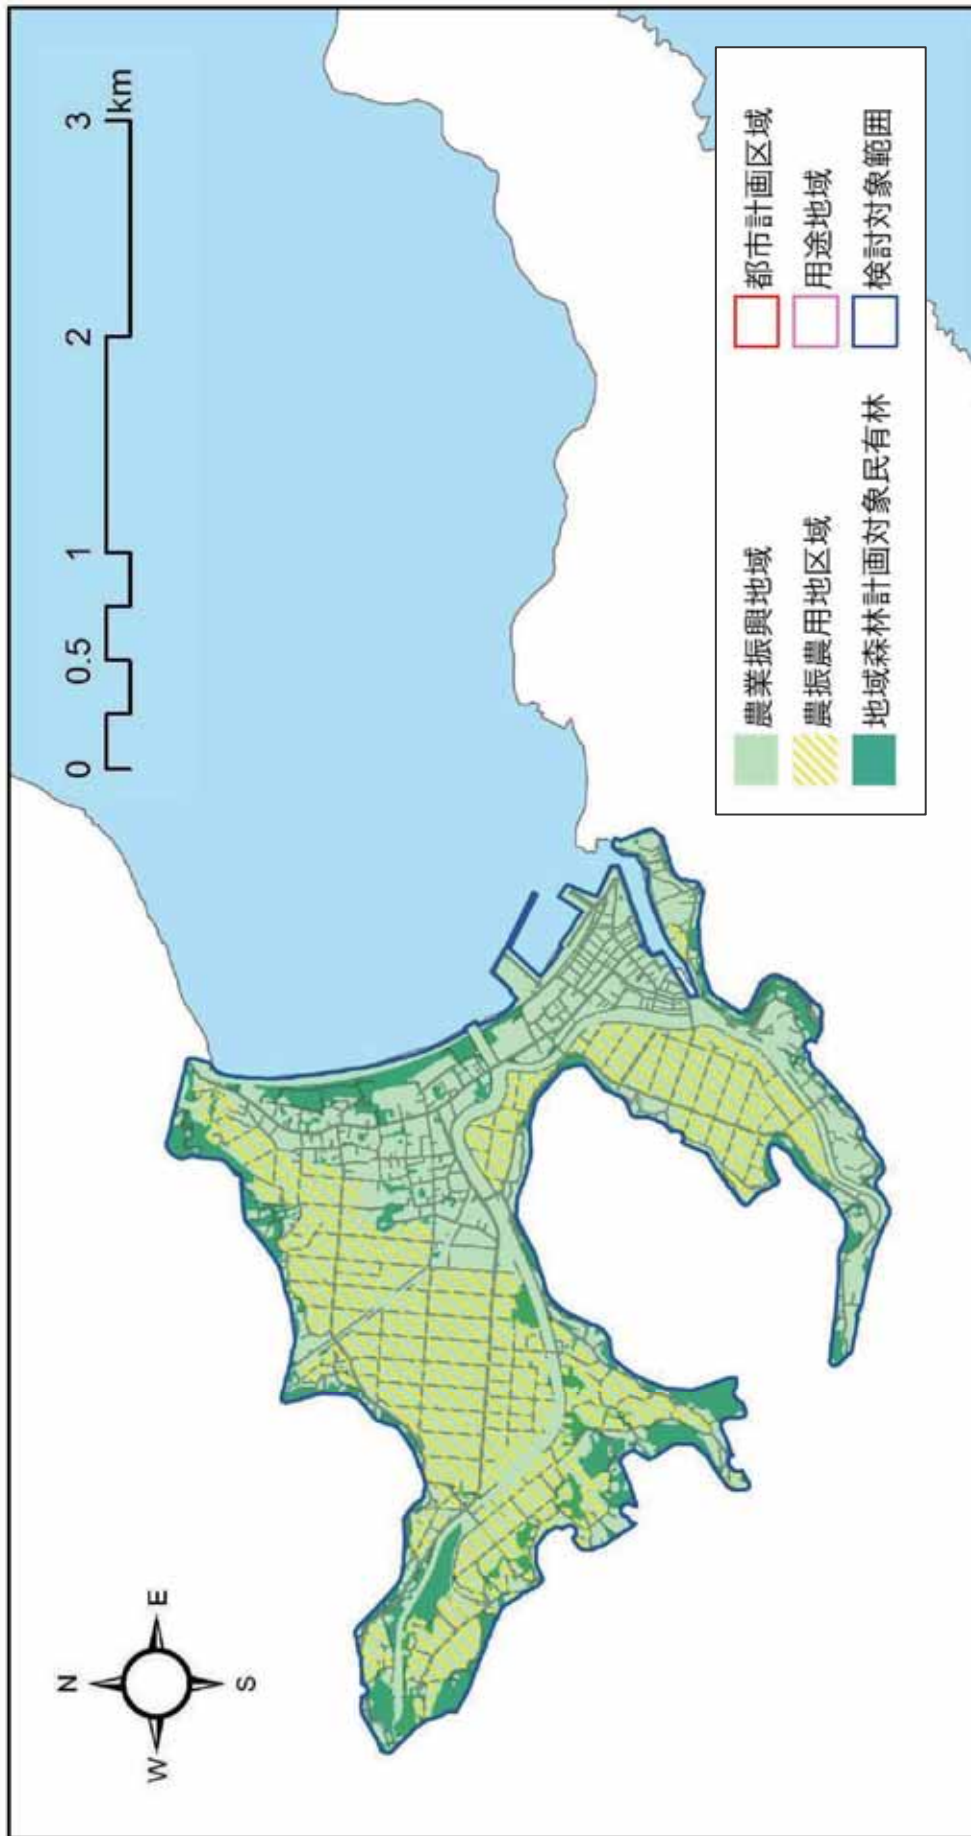 0 0.5 1 2 3
km
N
W E
S
農業振興地域 都市計画区域
農振農用地区域 用途地域
地域森林計画対象民有林 検討対象範囲